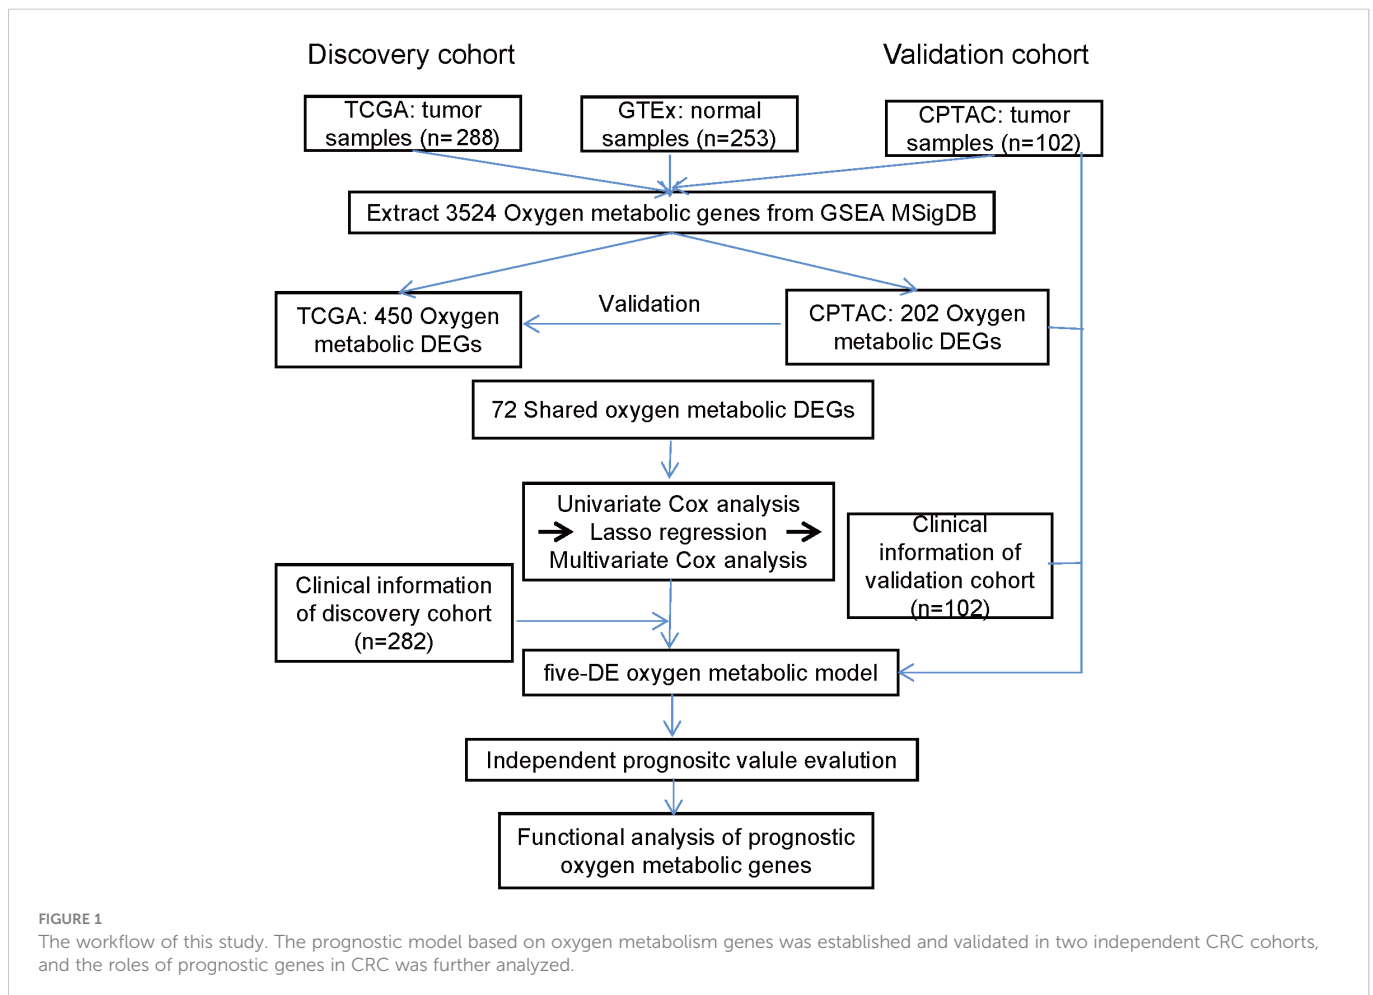 Discovery cohort
Validation cohort
TCGA: tumor
samples (n=288)
GTEx: normal
samples (n=253)
CPTAC: tumor
samples (n=102)
Extract 3524 Oxygen metabolic genes from GSEA MSigDB
TCGA: 450 Oxygen
metabolic DEGs
Validation
CPTAC: 202 Oxygen
metabolic DEGs
72 Shared oxygen metabolic DEGs
Univariate Cox analysis
Lasso regression
Multivariate Cox analysis
Clinical
information of
validation cohort
(n=102)
Clinical information
of discovery cohort
(n=282)
five-DE oxygen metabolic model
Independent prognositc valule evalution
Functional analysis of prognostic
oxygen metabolic genes
FIGURE 1
The workflow of this study. The prognostic model based on oxygen metabolism genes was established and validated in two independent CRC cohorts,
and the roles of prognostic genes in CRC was further analyzed.